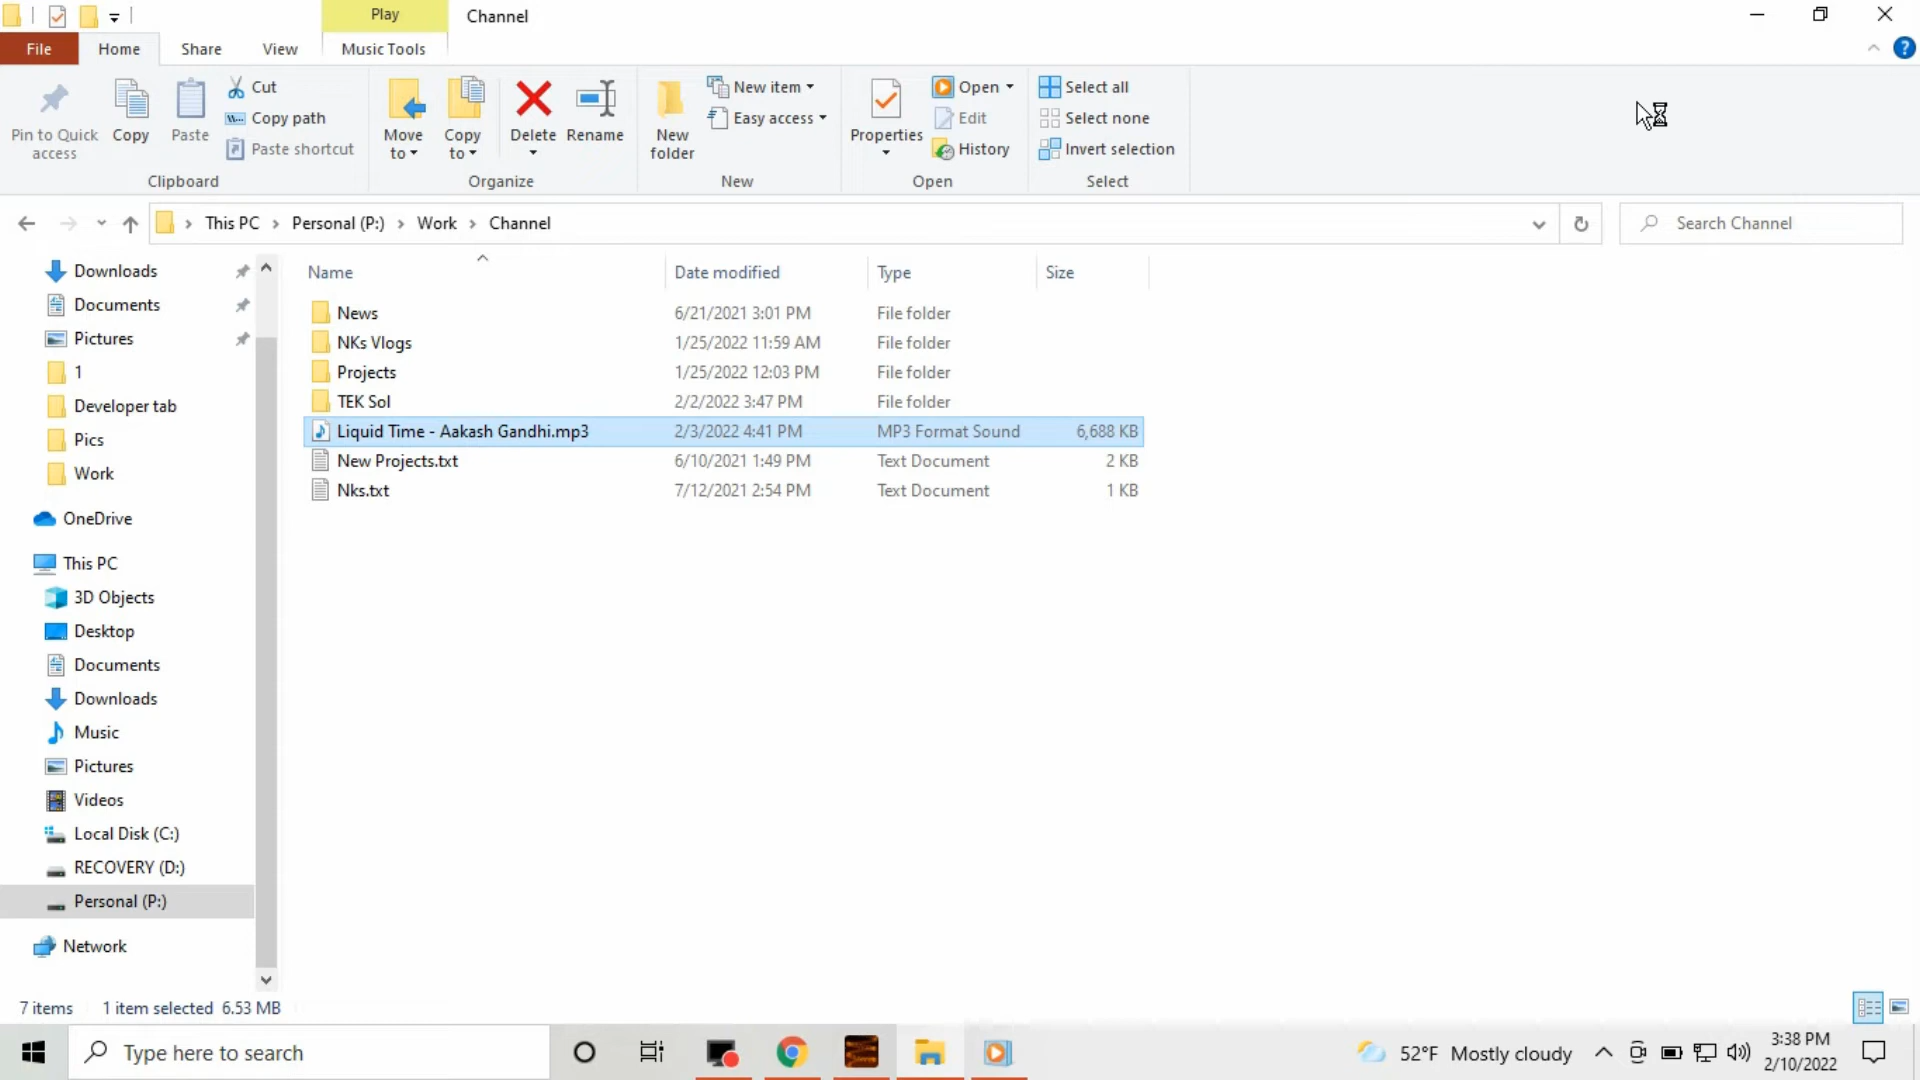 Play
Channel
File
Home
Share
View
Music Tools
Pin to Quick access
Copy
Paste
Cut
Copy path
Paste shortcut
Clipboard
Move to
Copy to
Delete
Rename
Organize
New folder
New item
Easy access
New
Properties
Open
Edit
History
Open
Select all
Select none
Invert selection
Select
This PC
Personal (P:)
Work
Channel
Search Channel
Downloads
Documents
Pictures
1
Developer tab
Pics
Work
OneDrive
This PC
3D Objects
Desktop
Documents
Downloads
Music
Pictures
Videos
Local Disk (C:)
RECOVERY (D:)
Personal (P:)
Network
Name Date modified Type Size
News 6/21/2021 3:01 PM File folder
NKs Vlogs 1/25/2022 11:59 AM File folder
Projects 1/25/2022 12:03 PM File folder
TEK Sol 2/2/2022 3:47 PM File folder
Liquid Time - Aakash Gandhi.mp3 2/3/2022 4:41 PM MP3 Format Sound 6,688 KB
New Projects.txt 6/10/2021 1:49 PM Text Document 2 KB
Nks.txt 7/12/2021 2:54 PM Text Document 1 KB
7 items 1 item selected 6.53 MB
Type here to search
52°F Mostly cloudy
3:38 PM
2/10/2022